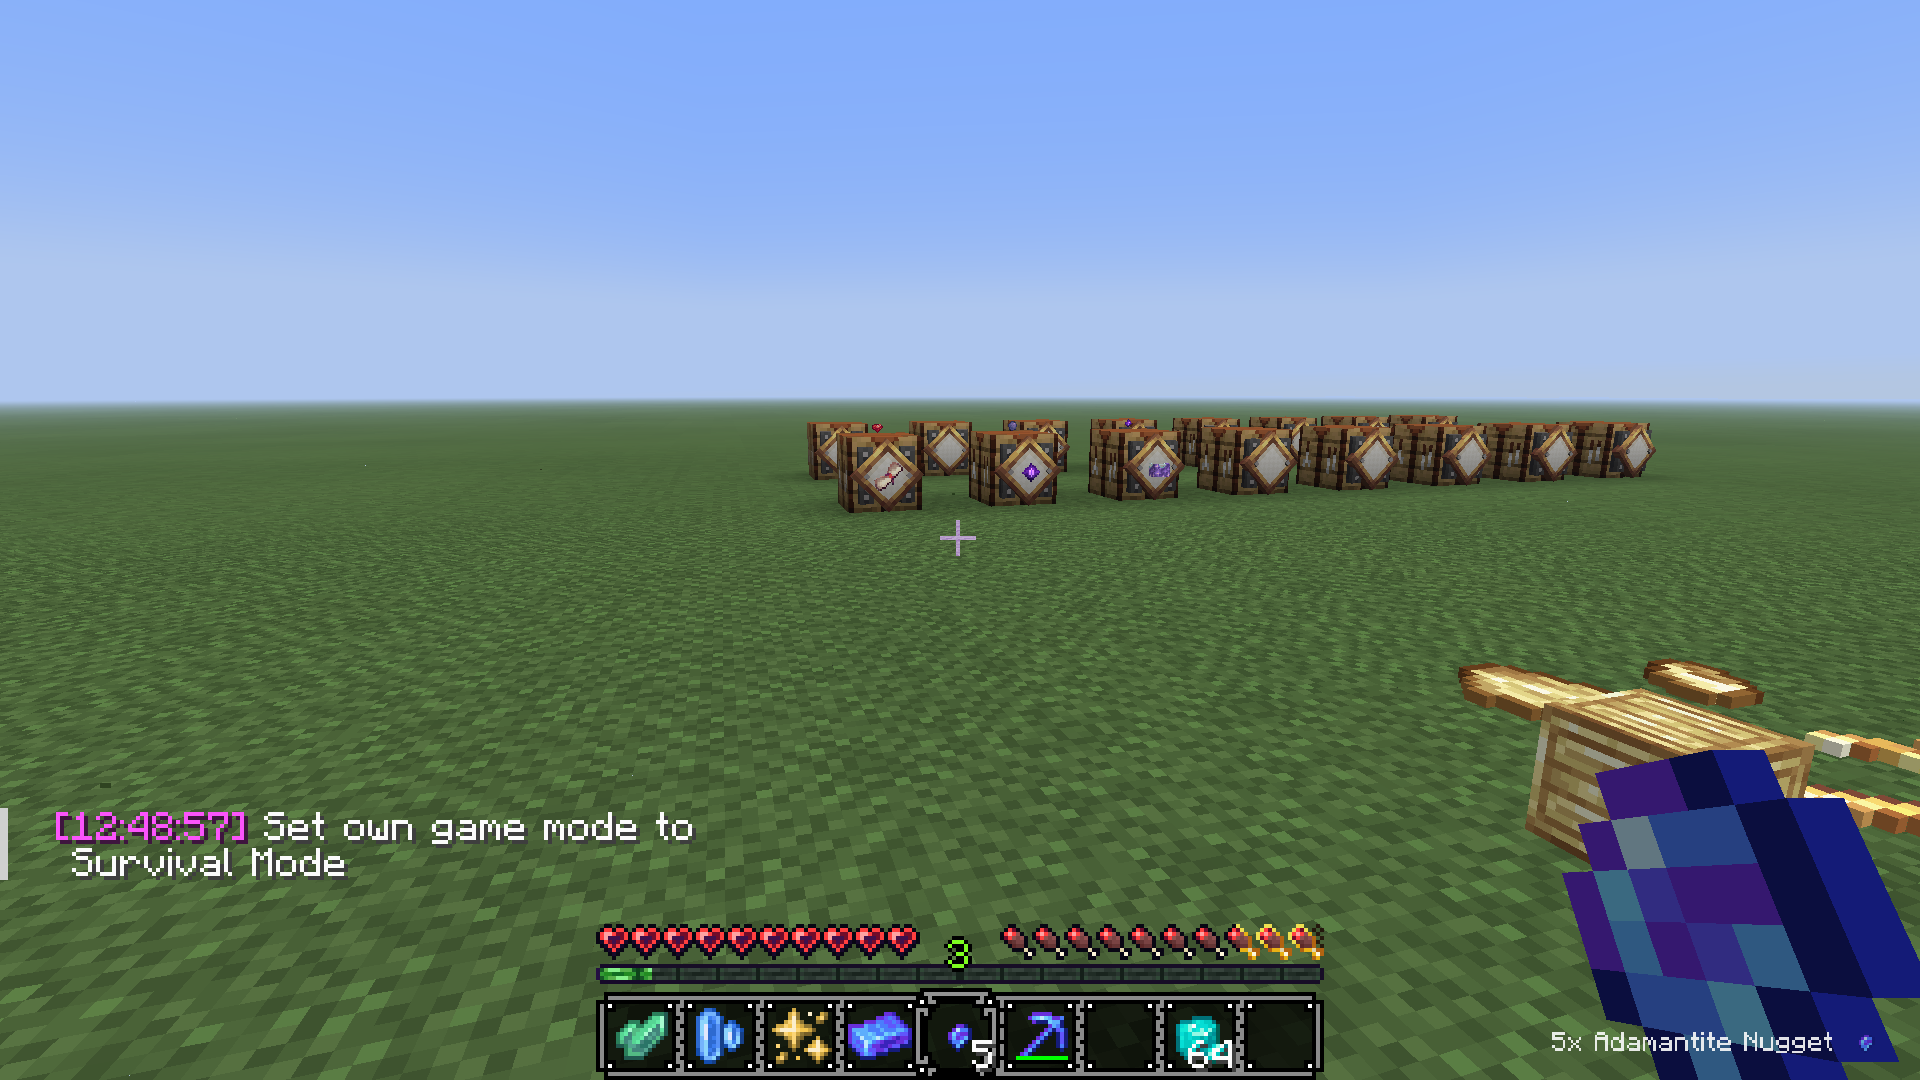 [12:48:57] Set own game mode to
Survival Mode
3
5
64
5x Adamantite Nugget